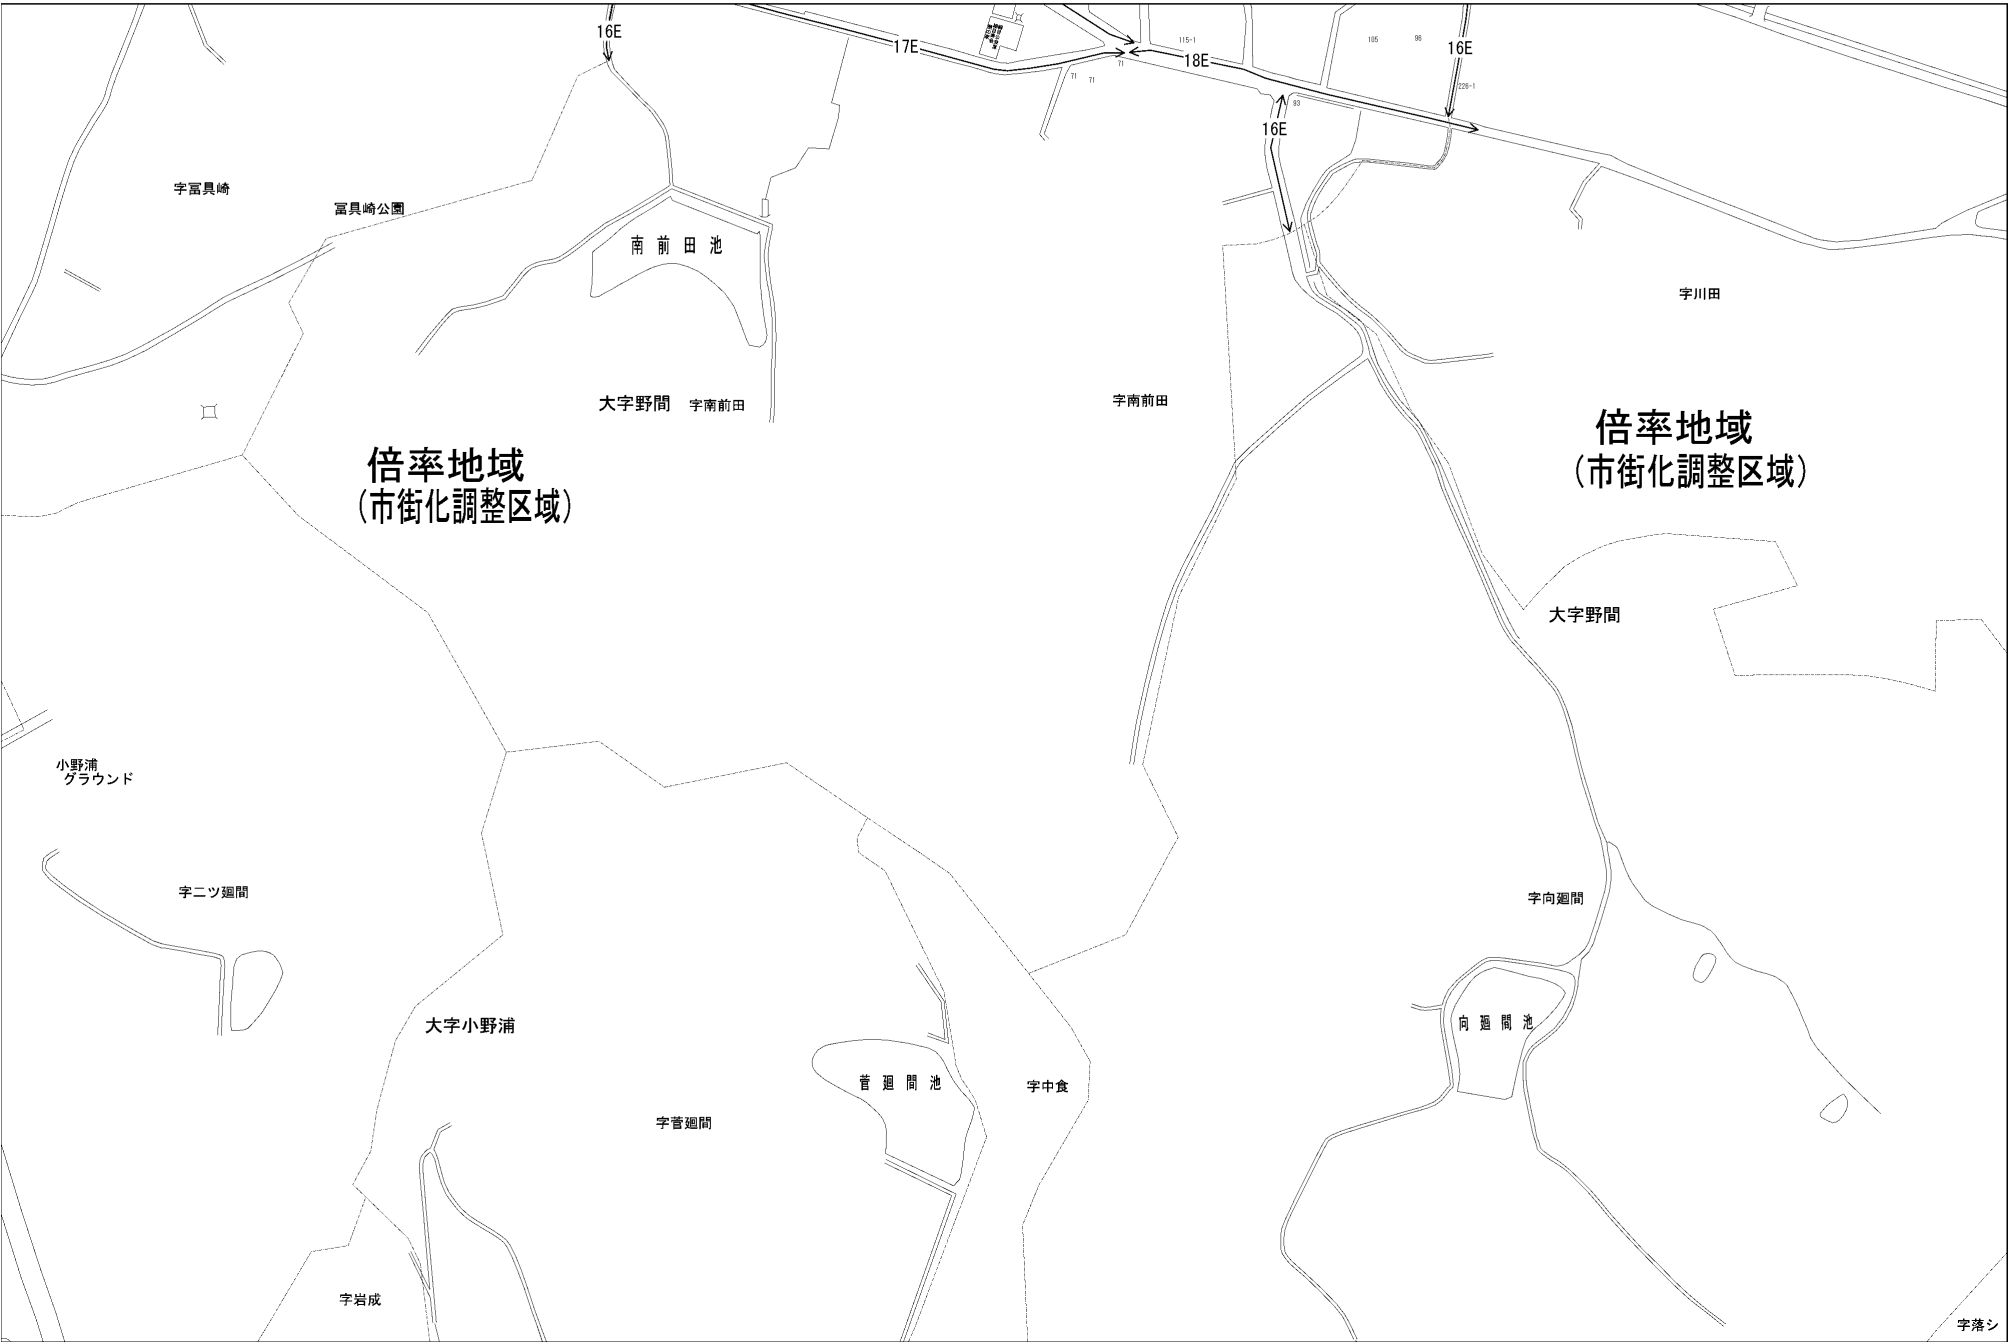 16E
17E
18E
115-1
105
96
16E
71
71
71
226-1
93
16E
字冨具崎
冨具崎公園
南前田池
字川田
大字野間
字南前田
字南前田
倍率地域
(市街化調整区域)
倍率地域
(市街化調整区域)
大字野間
小野浦
グラウンド
字二ツ廻間
字向廻間
大字小野浦
向廻間池
菅廻間池
字中食
字菅廻間
字岩成
字落シ